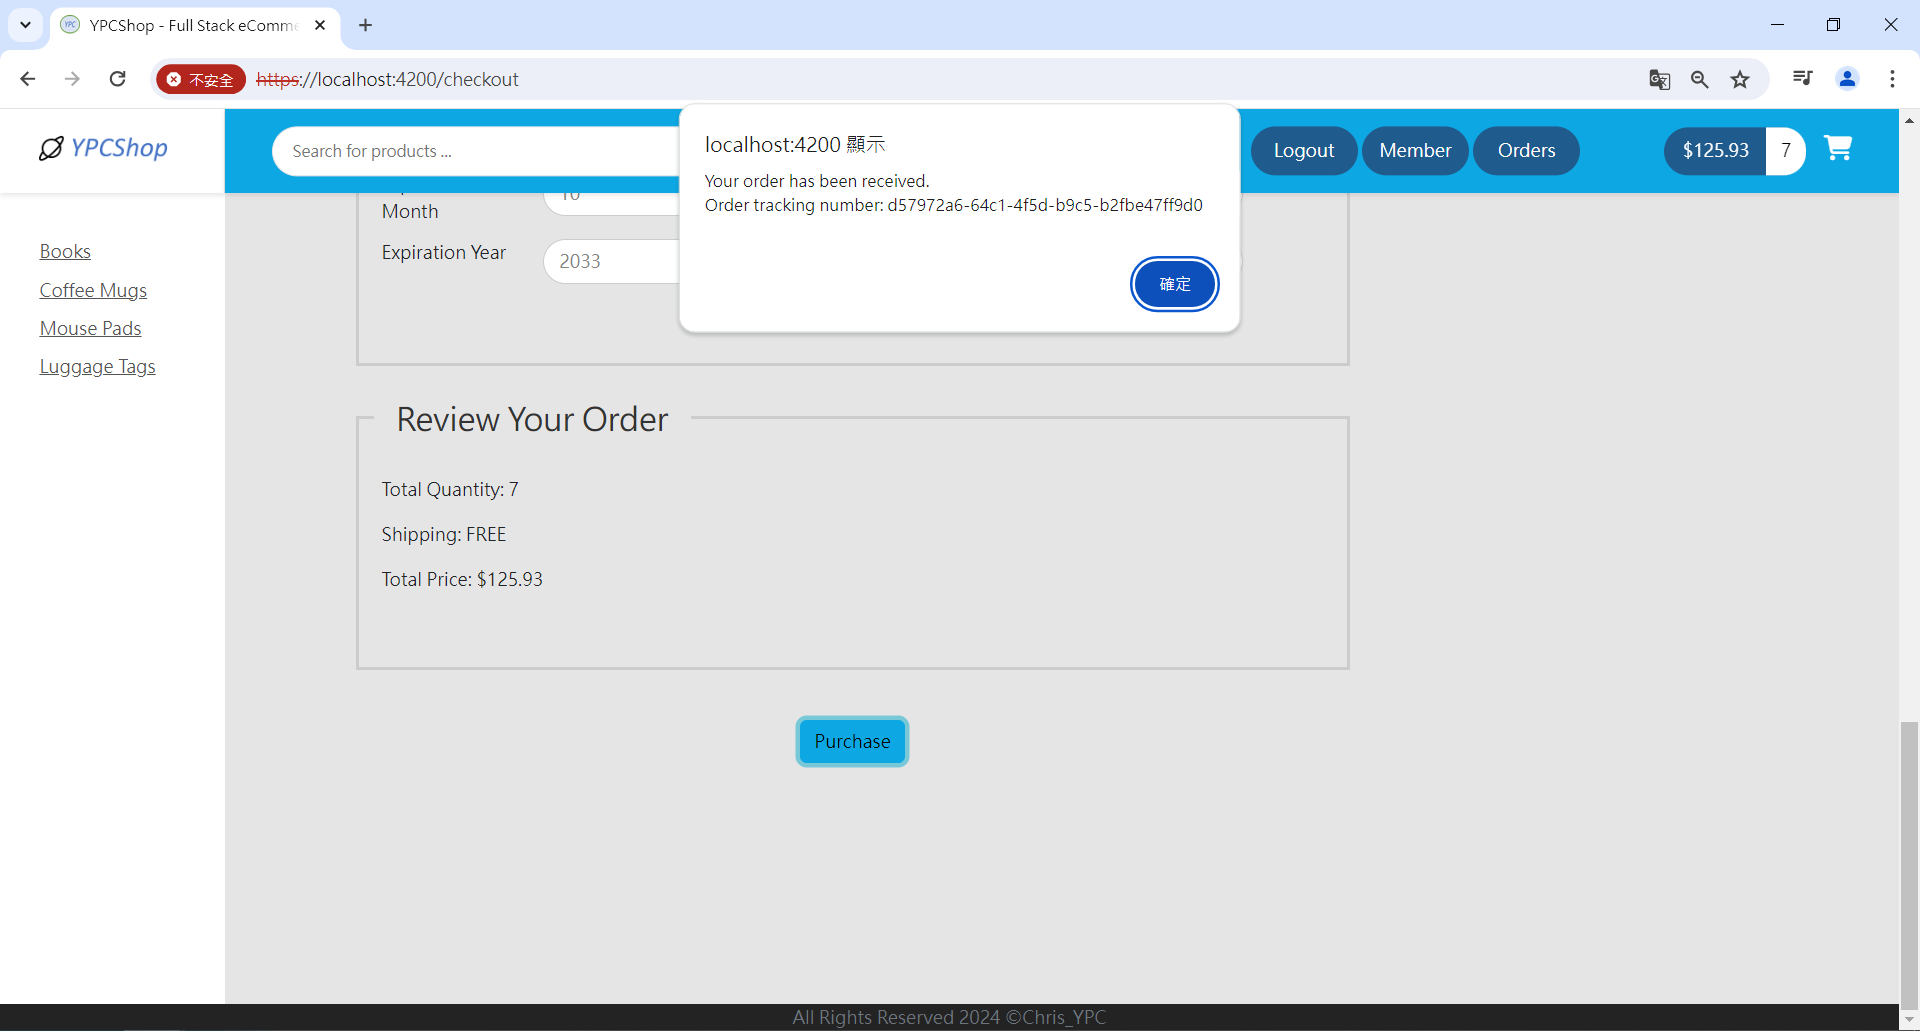 YPCShop - Full Stack eComme
不安全 https://localhost:4200/checkout
YPCShop
Search for products ...
Logout
Member
Orders
$125.93
7
localhost:4200 顯示
Your order has been received.
Order tracking number: d57972a6-64c1-4f5d-b9c5-b2fbe47ff9d0
確定
Books
Coffee Mugs
Mouse Pads
Luggage Tags
Month
10
Expiration Year
2033
Review Your Order
Total Quantity: 7
Shipping: FREE
Total Price: $125.93
Purchase
All Rights Reserved 2024 ©Chris_YPC